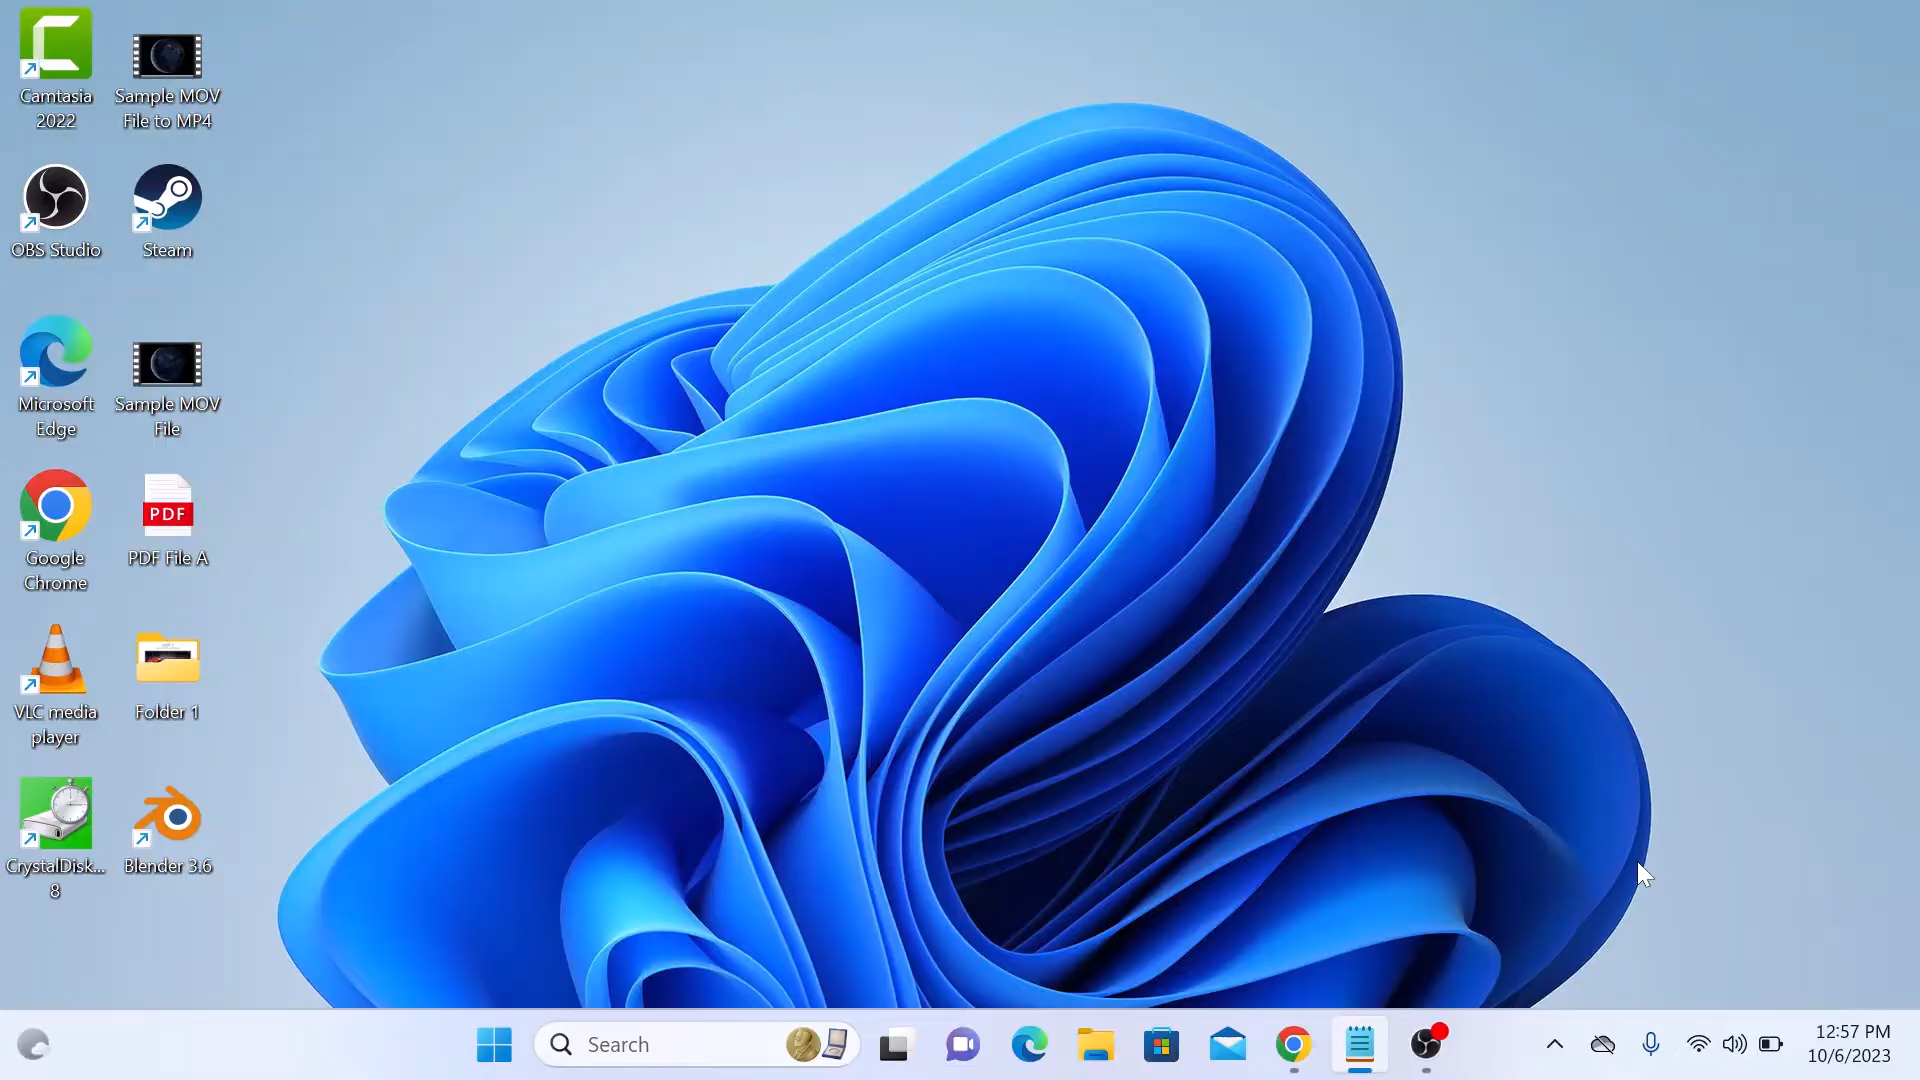 Camtasia
2022
Sample MOV
File to MP4
OBS Studio
Steam
Microsoft
Edge
Sample MOV
File
Google
Chrome
PDF
PDF File A
VLC media
player
Folder 1
CrystalDisk...
8
Blender 3.6
Search
12:57 PM
10/6/2023